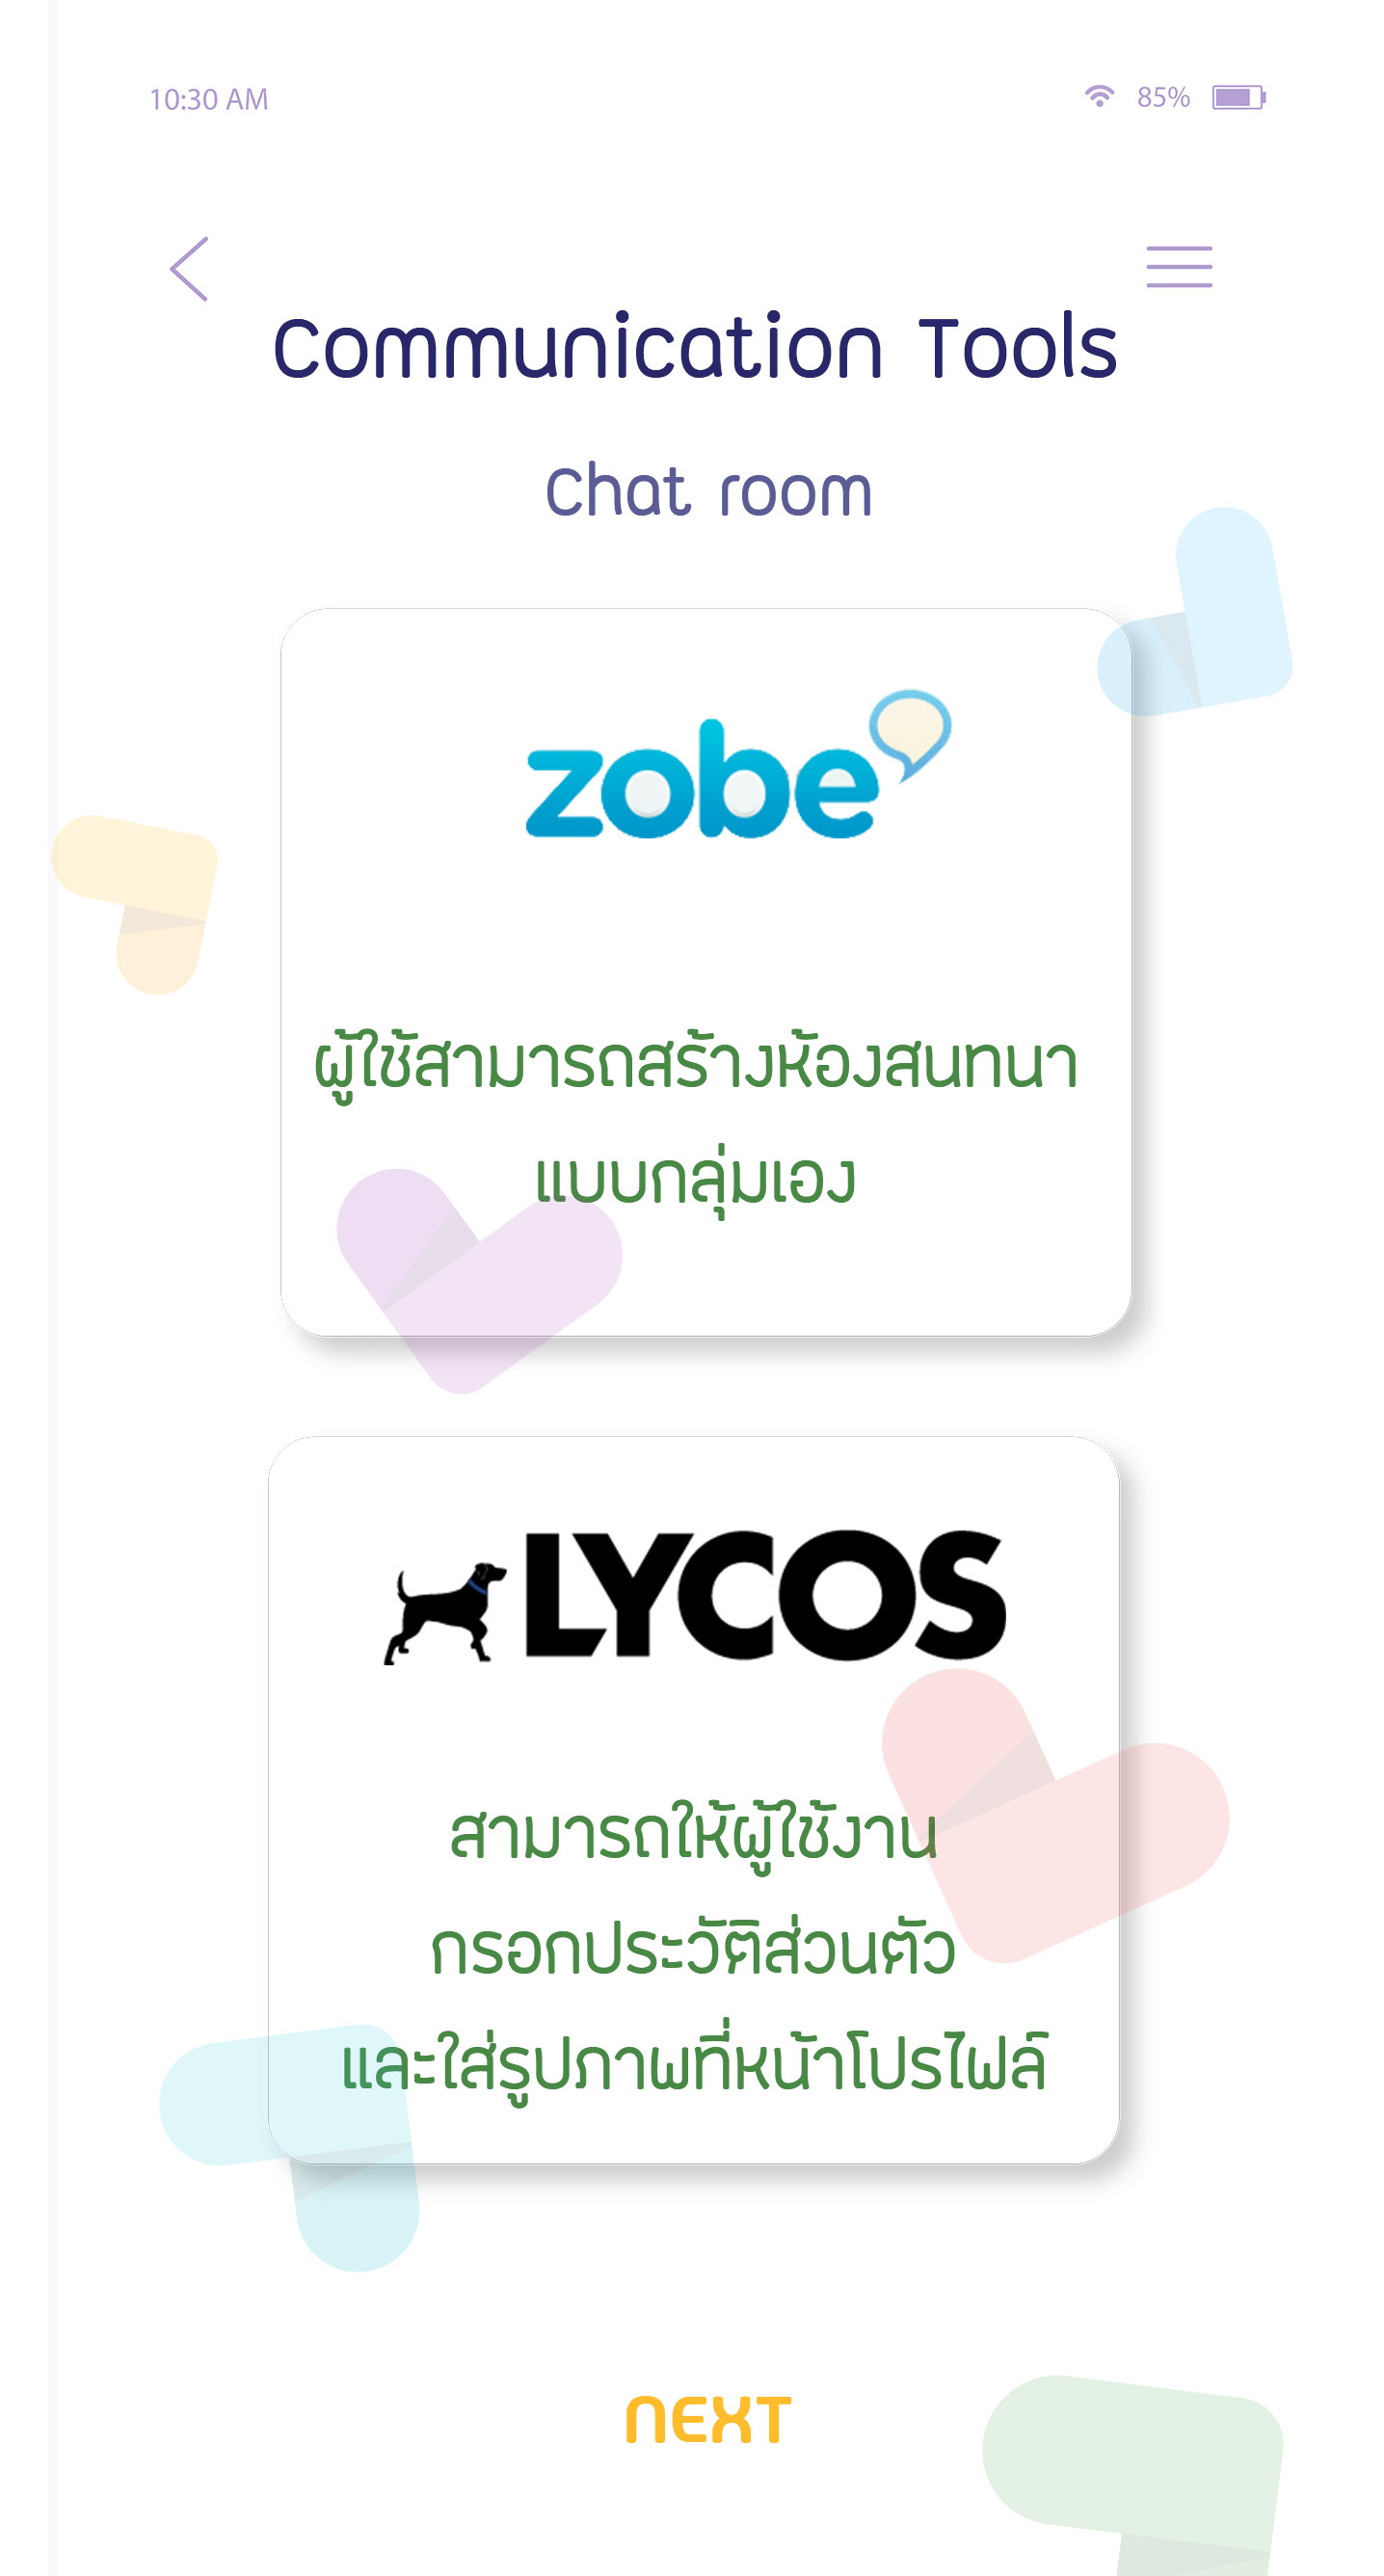 10:30 AM
85%
Communication Tools
Chat room
zobe
ผู้ใช้สามารถสร้างห้องสนทนา
แบบกลุ่มเอง
LYCOS
สามารถให้ผู้ใช้งาน
กรอกประวัติส่วนตัว
และใส่รูปภาพที่หน้าโปรไฟล์
NEXT